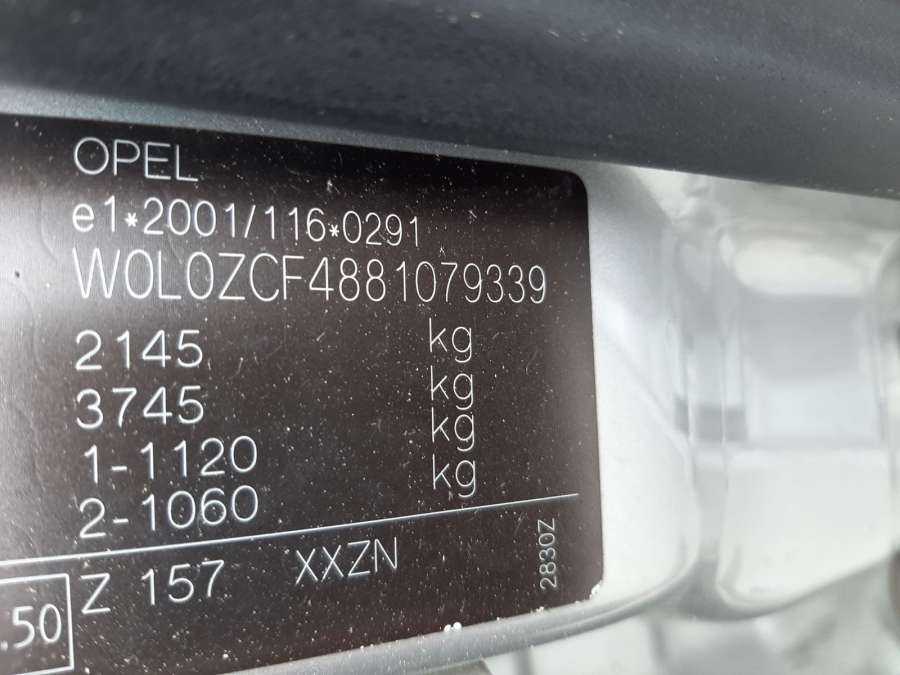 OPEL
e1*2001/116*0291
W0L0ZCF4881079339
2145 kg
3745 kg
1-1120 kg
2-1060 kg
.50 Z 157 XXZN
2830Z